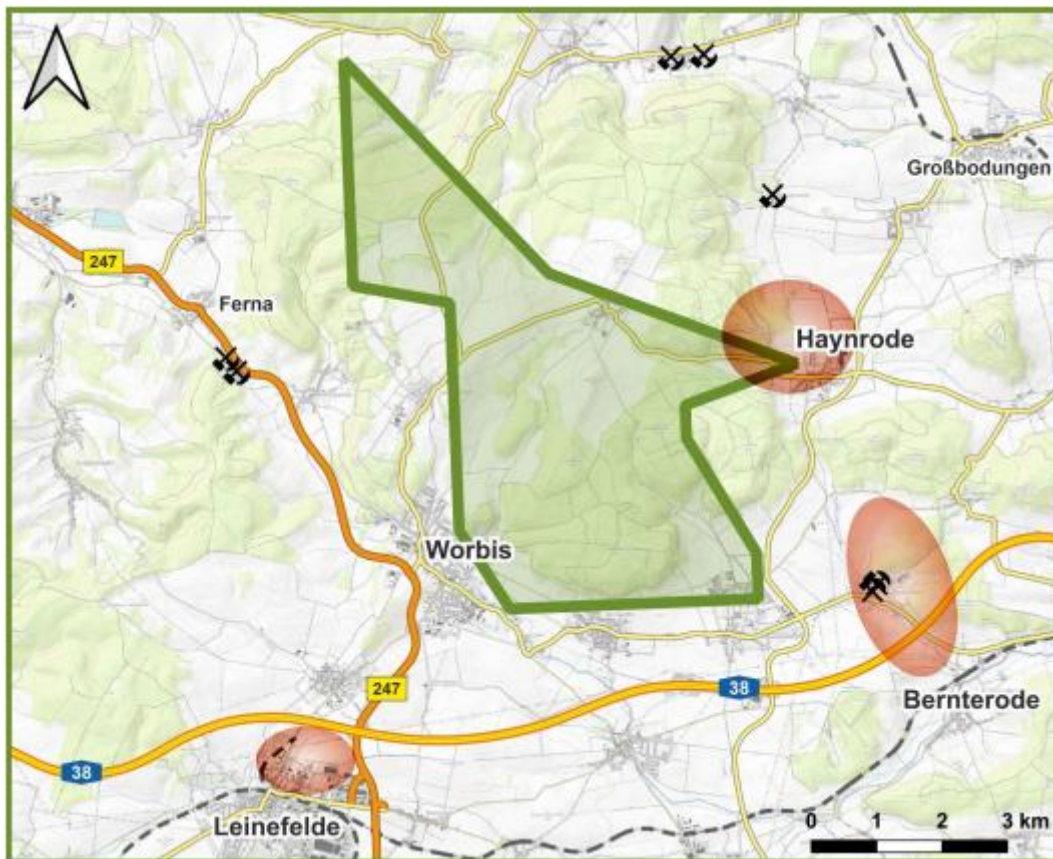 Großbodungen
247
Ferna
Haynrode
Worbis
247
38
Bernterode
38
Leinefelde
0 1 2 3 km